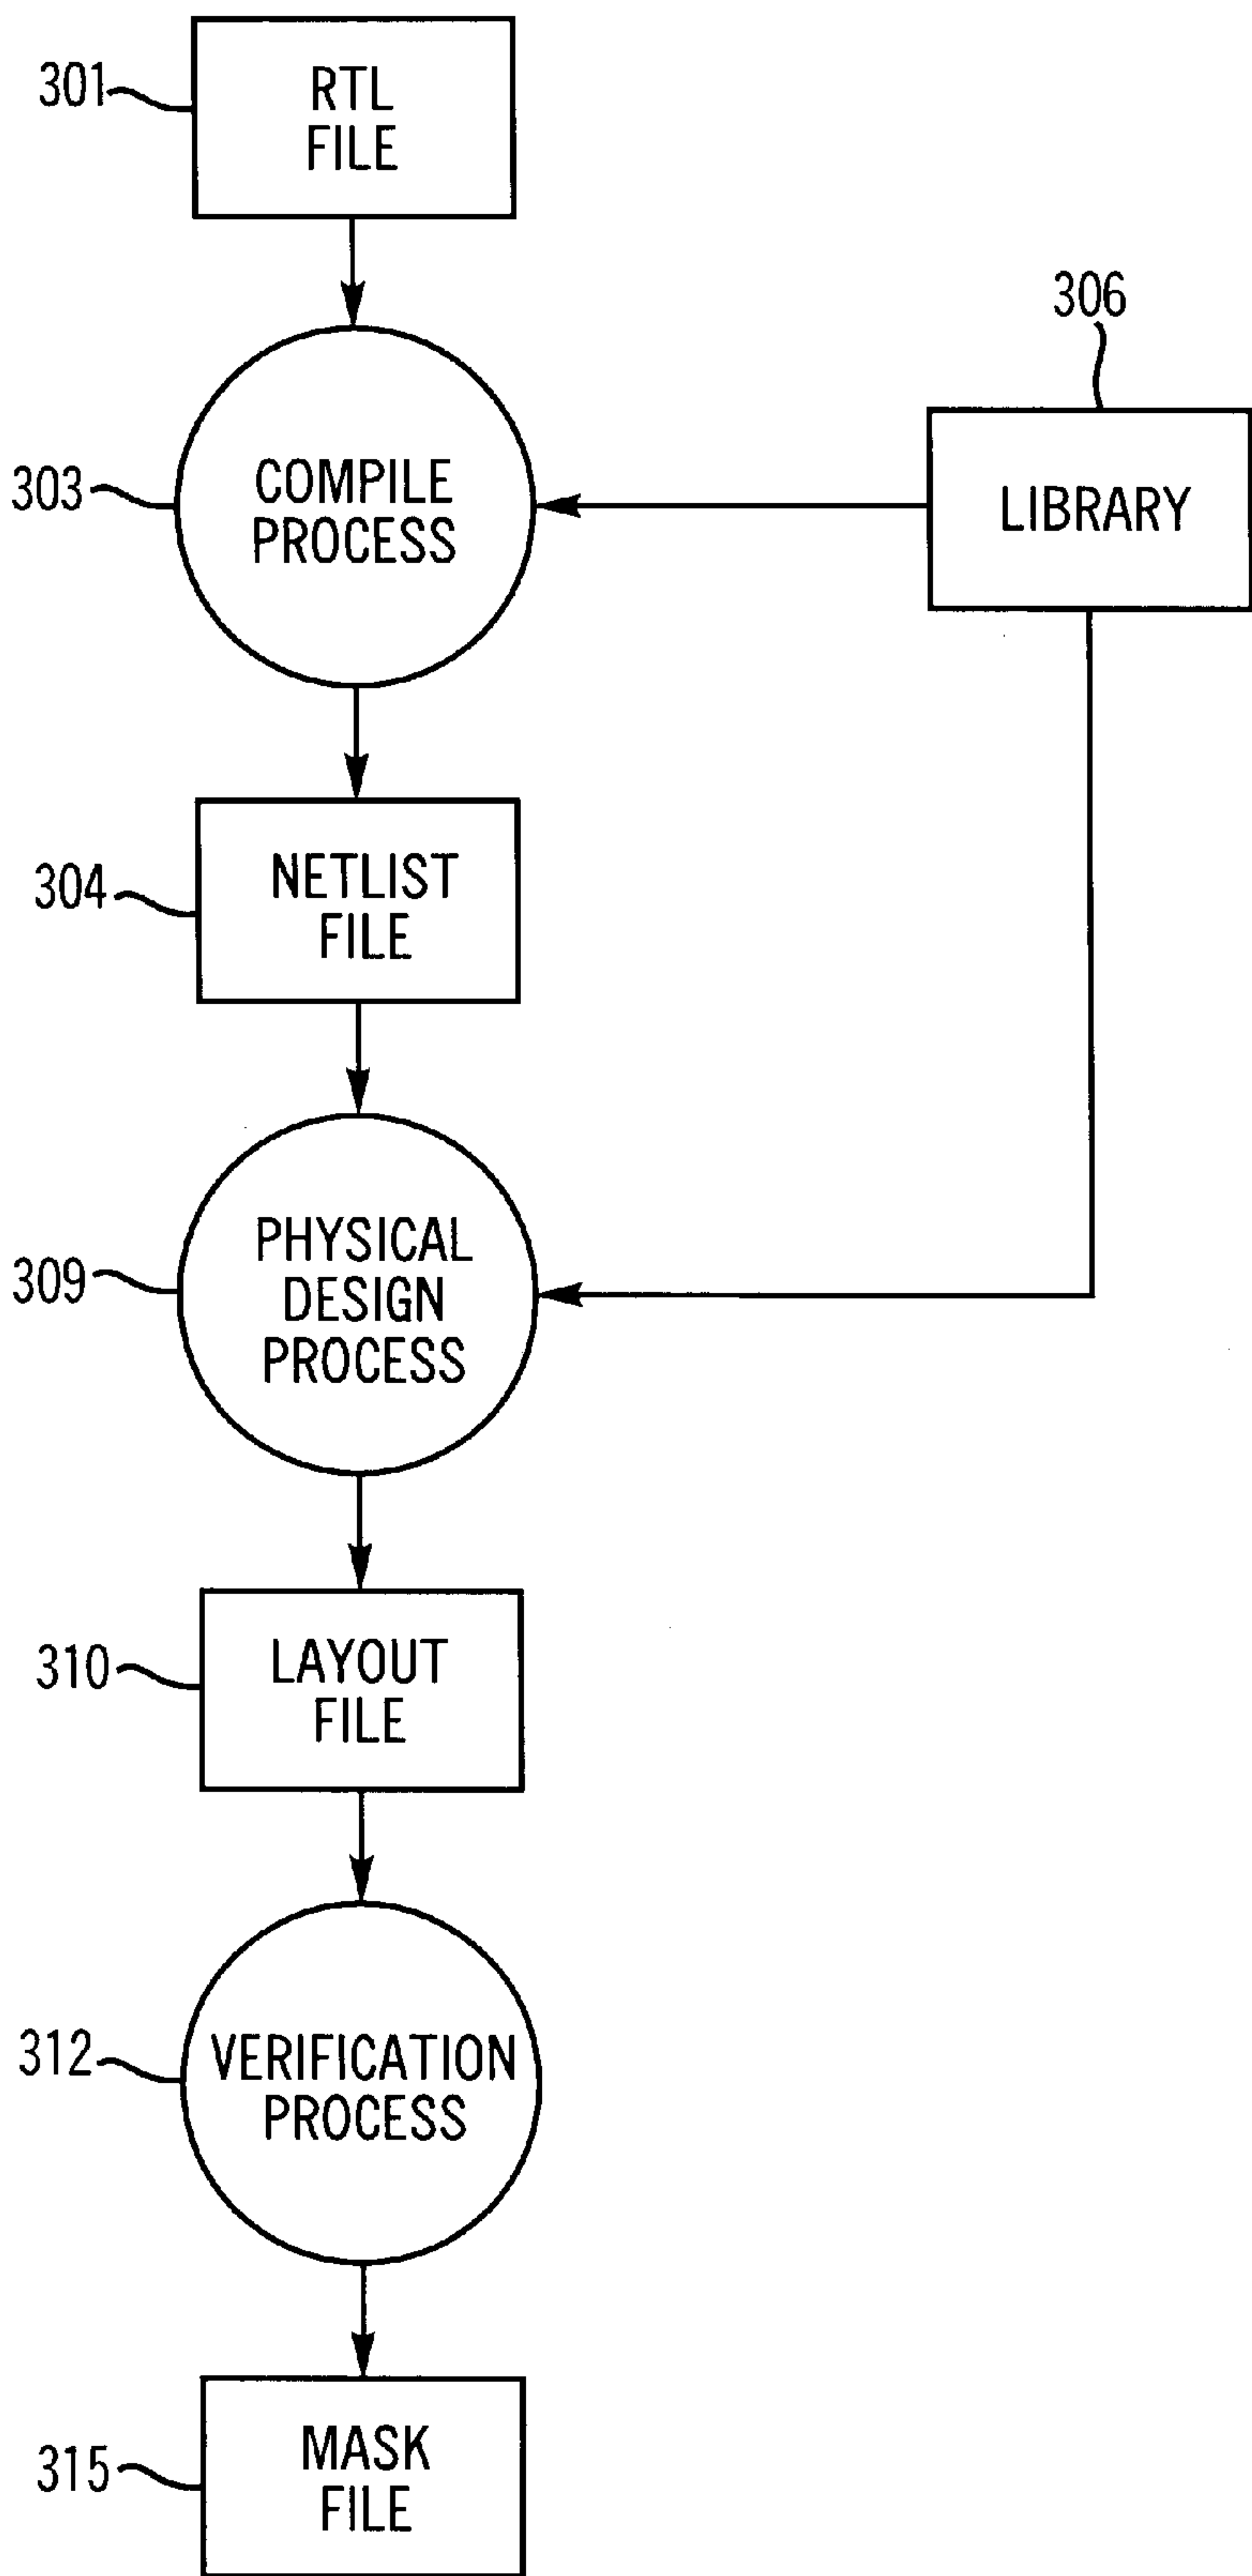 301
RTL
FILE
306
303
COMPILE
PROCESS
LIBRARY
304
NETLIST
FILE
309
PHYSICAL
DESIGN
PROCESS
310
LAYOUT
FILE
312
VERIFICATION
PROCESS
315
MASK
FILE